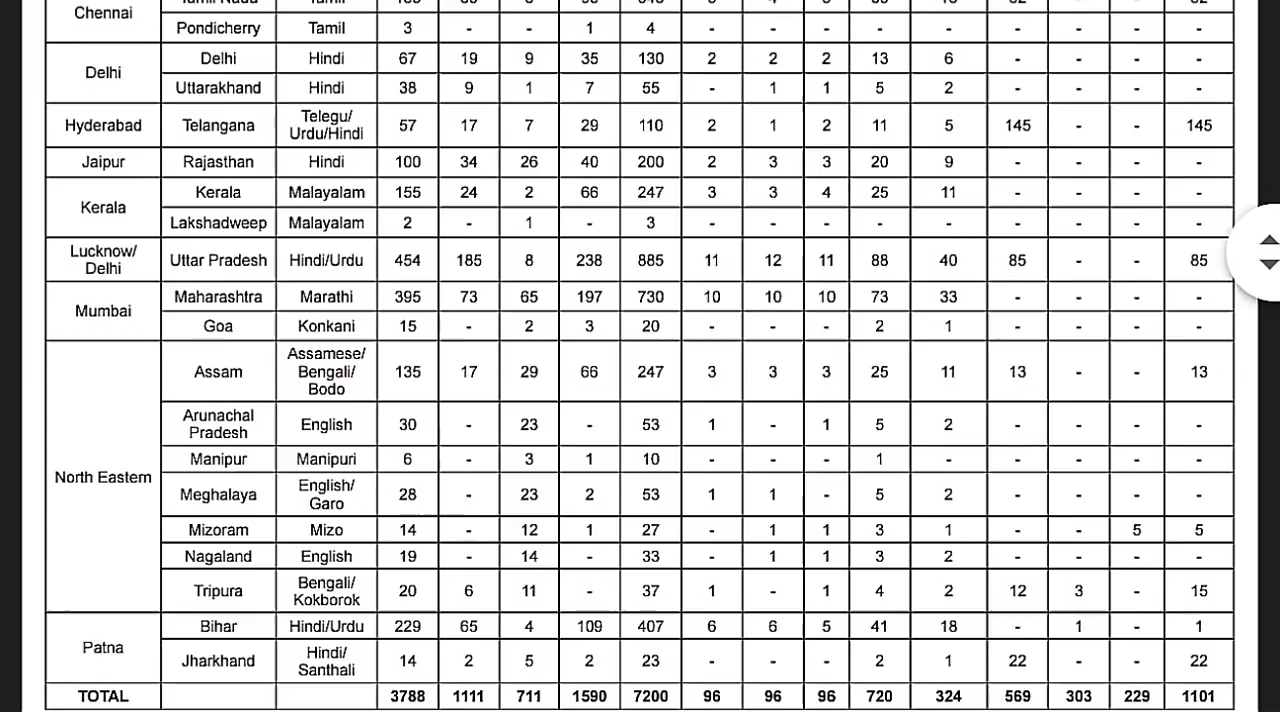 Chennai
Pondicherry Tamil 3 - - 1 4 - - - - - - - - -
Delhi Delhi Hindi 67 19 9 35 130 2 2 2 13 6 - - - -
Uttarakhand Hindi 38 9 1 7 55 - 1 1 5 2 - - - -
Hyderabad Telangana Telegu/ Urdu/Hindi 57 17 7 29 110 2 1 2 11 5 145 - - 145
Jaipur Rajasthan Hindi 100 34 26 40 200 2 3 3 20 9 - - - -
Kerala Kerala Malayalam 155 24 2 66 247 3 3 4 25 11 - - - -
Lakshadweep Malayalam 2 - 1 - 3 - - - - - - - - -
Lucknow/ Delhi Uttar Pradesh Hindi/Urdu 454 185 8 238 885 11 12 11 88 40 85 - - 85
Mumbai Maharashtra Marathi 395 73 65 197 730 10 10 10 73 33 - - - -
Goa Konkani 15 - 2 3 20 - - - 2 1 - - - -
North Eastern Assam Assamese/ Bengali/ Bodo 135 17 29 66 247 3 3 3 25 11 13 - - 13
Arunachal Pradesh English 30 - 23 - 53 1 - 1 5 2 - - - -
Manipur Manipuri 6 - 3 1 10 - - - 1 - - - - -
Meghalaya English/ Garo 28 - 23 2 53 1 1 - 5 2 - - - -
Mizoram Mizo 14 - 12 1 27 - 1 1 3 1 - - 5 5
Nagaland English 19 - 14 - 33 - 1 1 3 2 - - - -
Tripura Bengali/ Kokborok 20 6 11 - 37 1 - 1 4 2 12 3 - 15
Patna Bihar Hindi/Urdu 229 65 4 109 407 6 6 5 41 18 - 1 - 1
Jharkhand Hindi/ Santhali 14 2 5 2 23 - - - 2 1 22 - - 22
TOTAL 3788 1111 711 1590 7200 96 96 96 720 324 569 303 229 1101